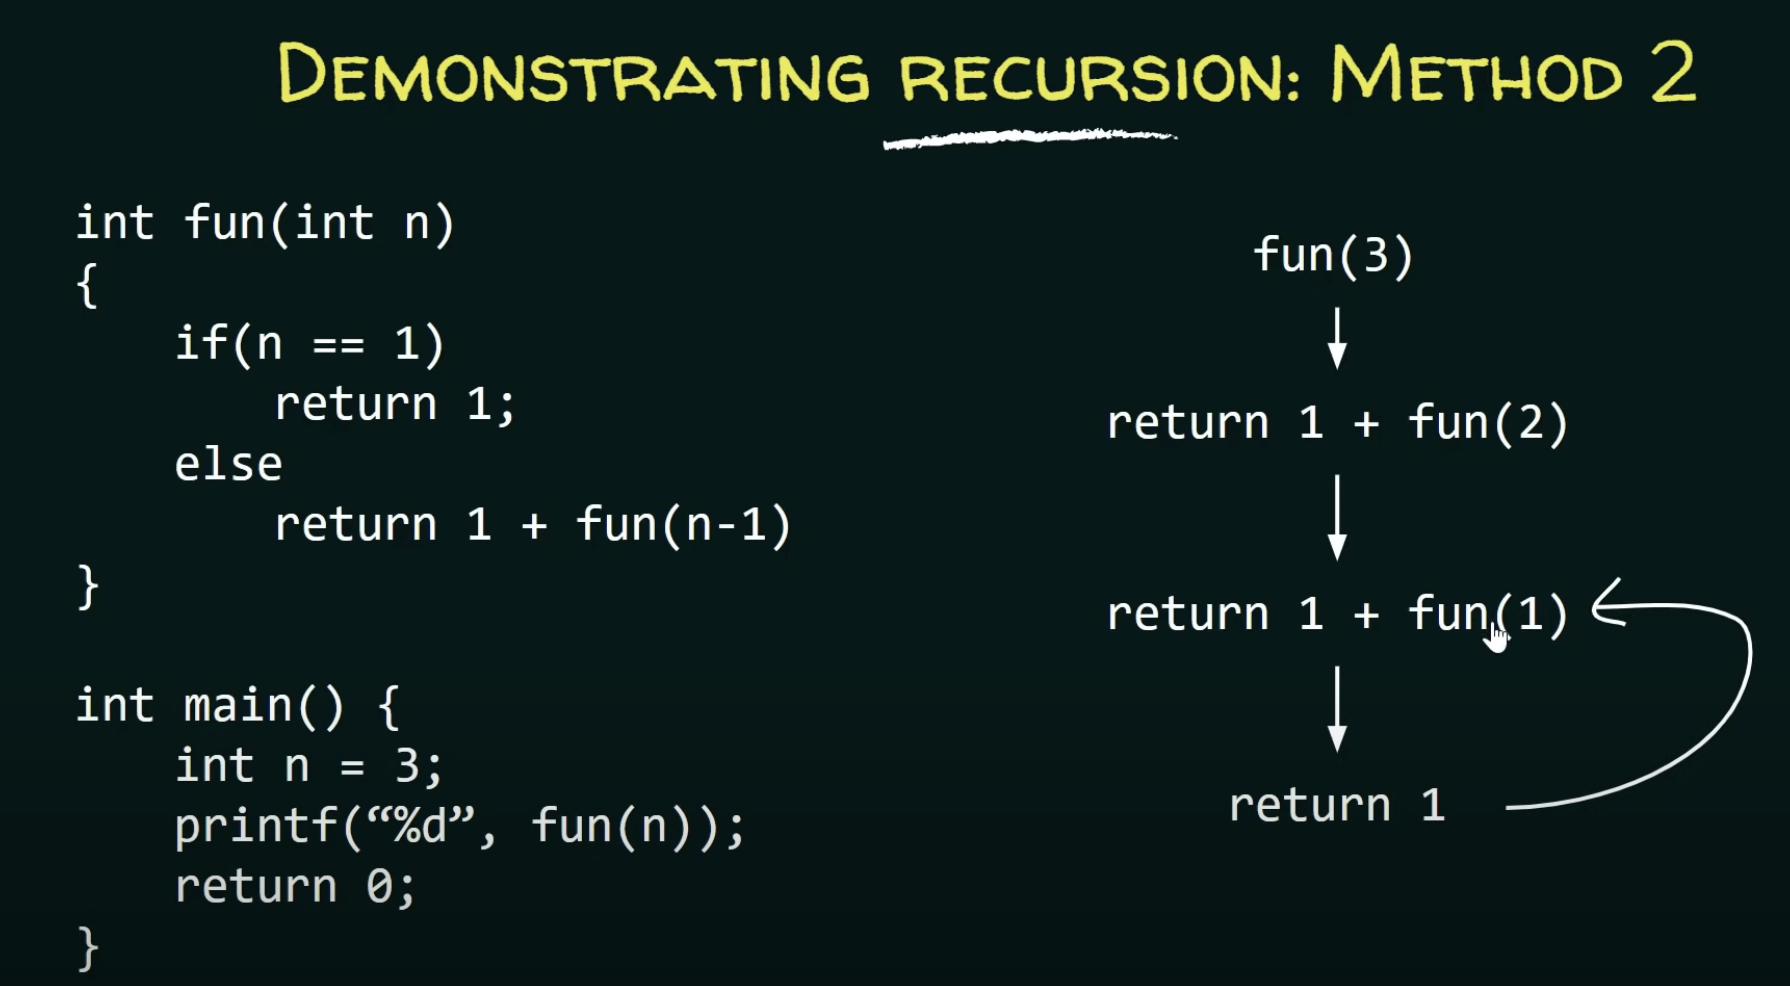 DEMONSTRATING RECURSION: METHOD 2
int fun(int n)
{
if(n == 1)
return 1;
else
return 1 + fun(n-1)
}
int main() {
int n = 3;
printf(“%d”, fun(n));
return 0;
}
fun(3)
return 1 + fun(2)
return 1 + fun(1)
return 1